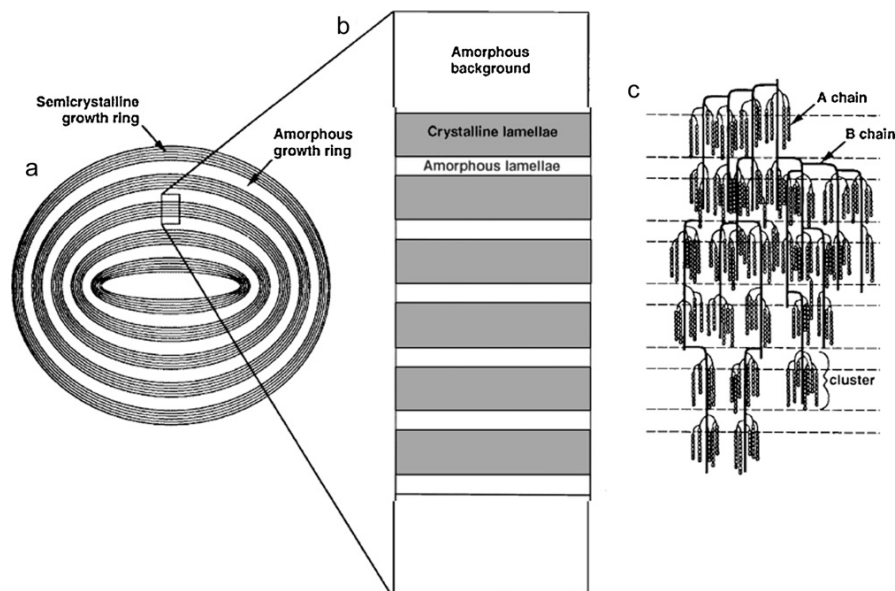 a
Semicrystalline
growth ring
Amorphous
growth ring
b
Amorphous
background
Crystalline lamellae
Amorphous lamellae
c
A chain
B chain
cluster